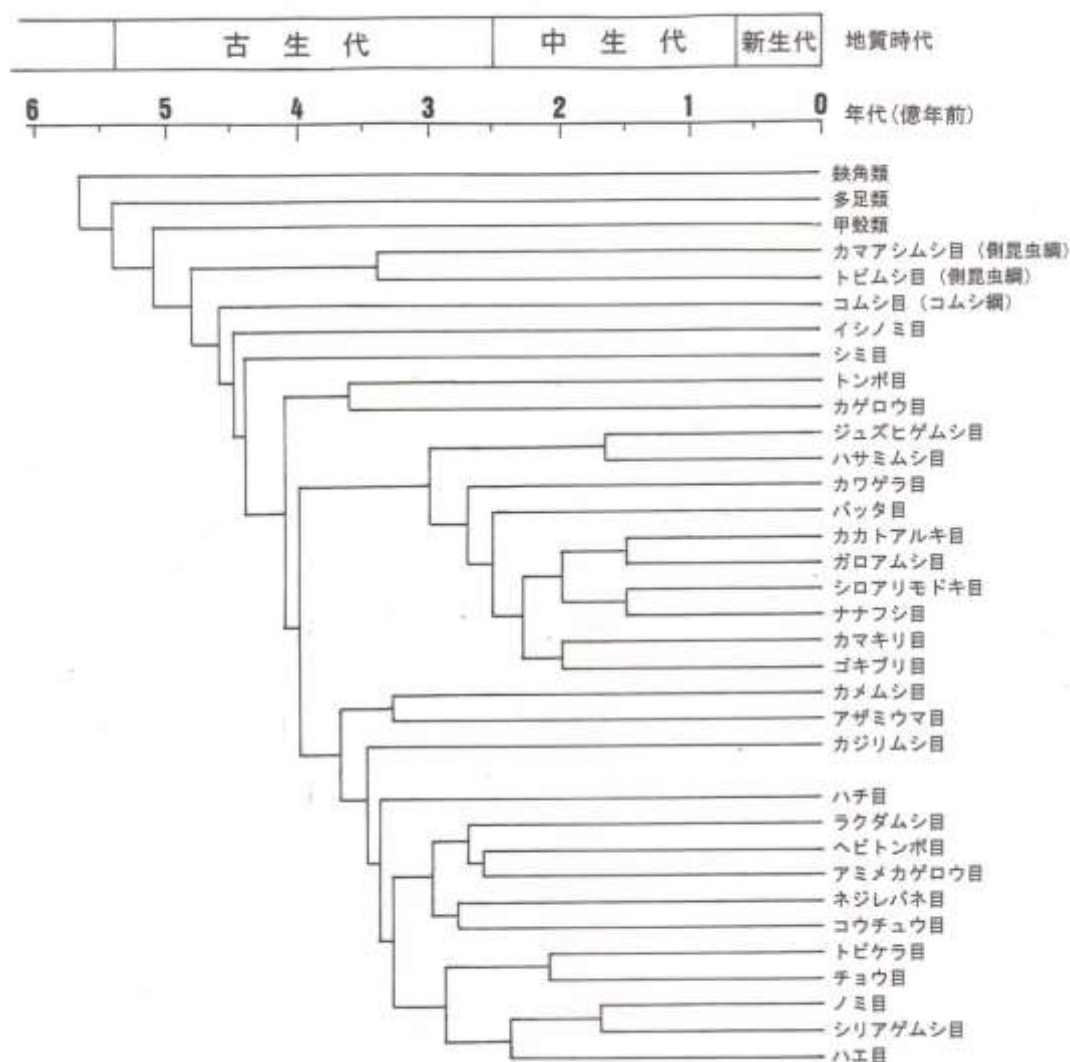 古生代 中生代 新生代 地質時代
6 5 4 3 2 1 0 年代(億年前)
鋏角類
多足類
甲殻類
カマアシムシ目(側昆虫綱)
トビムシ目(側昆虫綱)
コムシ目(コムシ綱)
イシノミ目
シミ目
トンボ目
カゲロウ目
ジュズヒゲムシ目
ハサミムシ目
カワゲラ目
バッタ目
カカトアルキ目
ガロアムシ目
シロアリモドキ目
ナナフシ目
カマキリ目
ゴキブリ目
カメムシ目
アザミウマ目
カジリムシ目
ハチ目
ラクダムシ目
ヘビトンボ目
アミメカゲロウ目
ネジレバネ目
コウチュウ目
トビケラ目
チョウ目
ノミ目
シリアゲムシ目
ハエ目